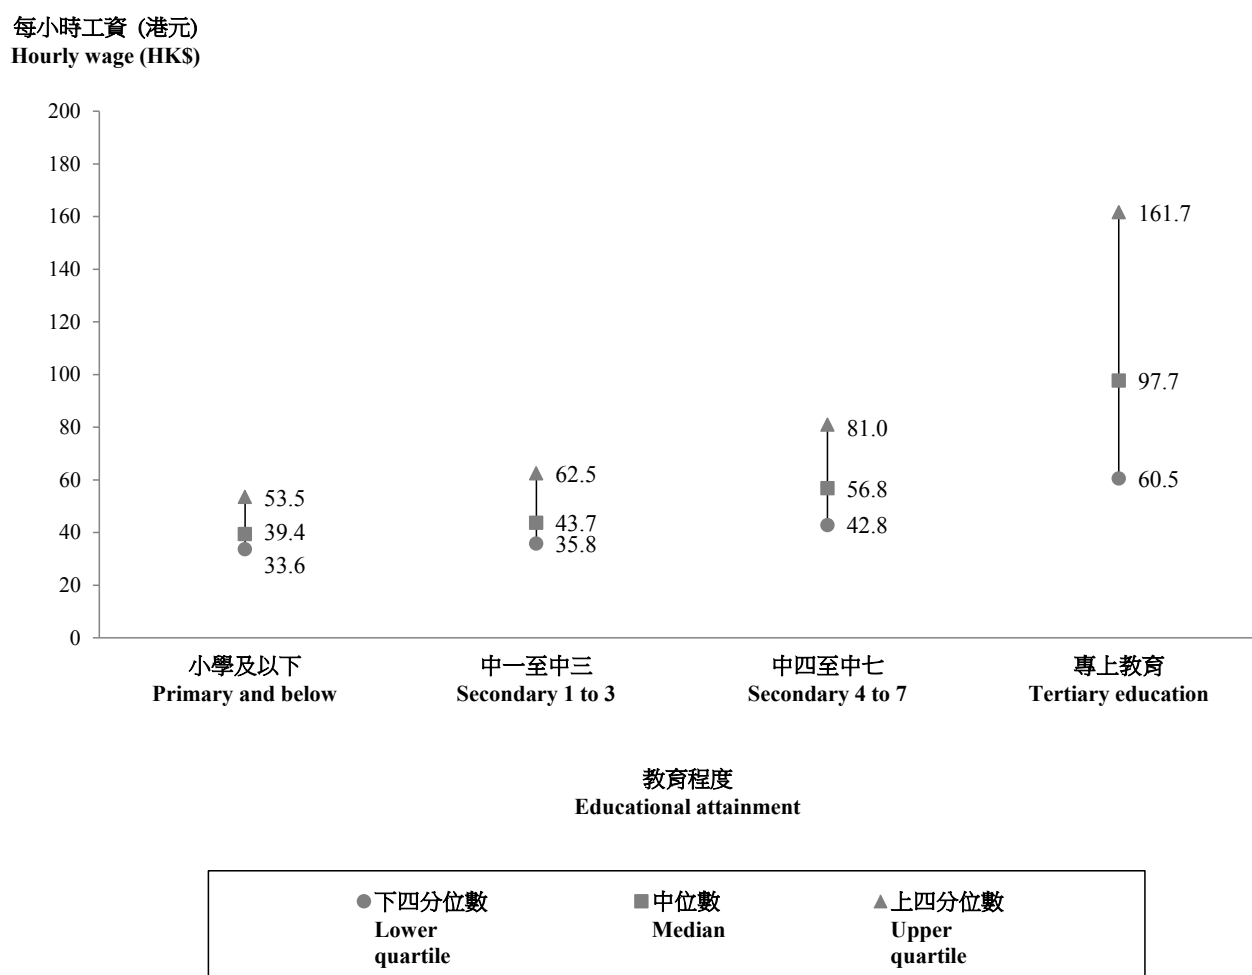 每小時工資 (港元)
Hourly wage (HK$)
200
180
160
140
120
100
80
60
40
20
0
53.5
39.4
33.6
62.5
43.7
35.8
81.0
56.8
42.8
161.7
97.7
60.5
小學及以下
Primary and below
中一至中三
Secondary 1 to 3
中四至中七
Secondary 4 to 7
專上教育
Tertiary education
教育程度
Educational attainment
下四分位數
Lower
quartile
中位數
Median
上四分位數
Upper
quartile